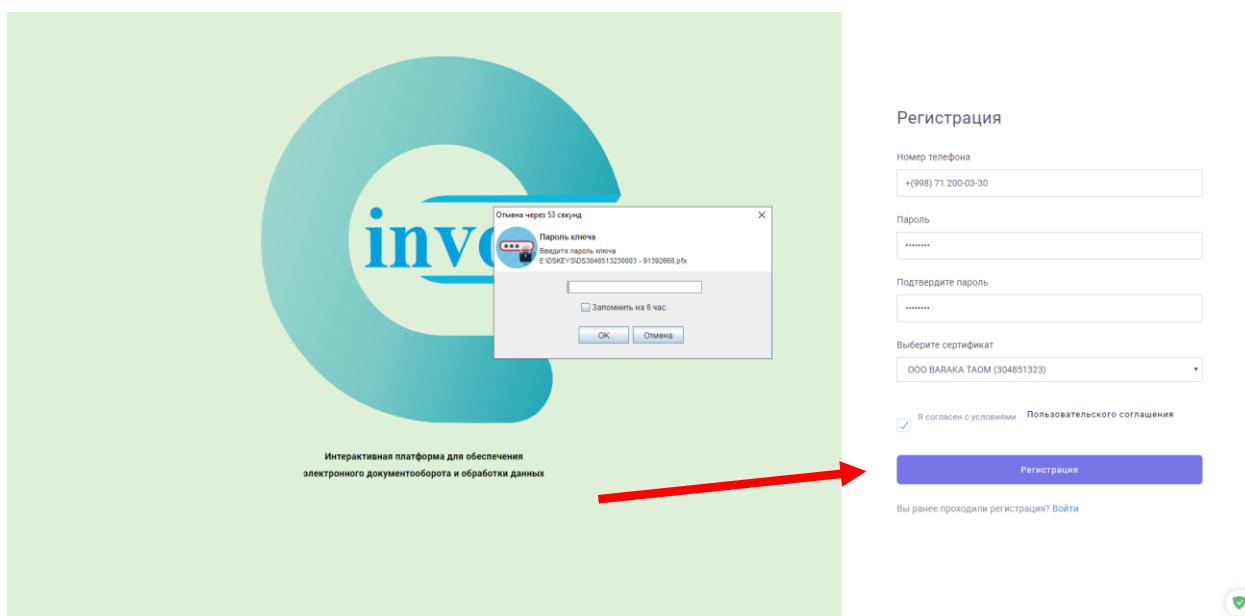 Регистрация
Номер телефона
+(998) 71 200-03-30
Пароль
••••••••
Подтвердите пароль
••••••••
Выберите сертификат
ООО BARAKA TAOM (304851323)
Я согласен с условиями Пользовательского соглашения
Регистрация
Вы ранее проходили регистрация? Войти
invo
Интерактивная платформа для обеспечения
электронного документооборота и обработки данных
Отмена через 53 секунд
Пароль ключа
Введите пароль ключа
E:\DSKEYS\DS3048513230003 - 91392668.pfx
Запомнить на 6 час.
OK Отмена